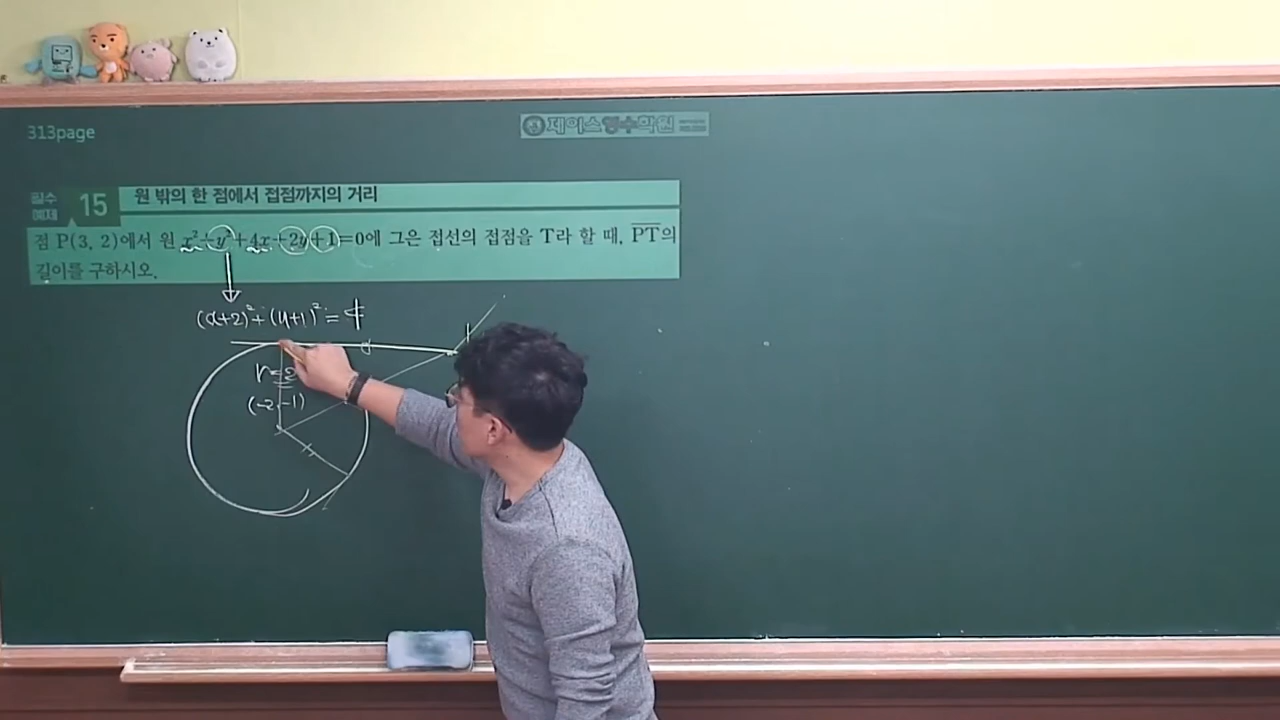 313page
제이스영수학원
필수
예제
15
원 밖의 한 점에서 접점까지의 거리
점 P(3, 2)에서 원 x²+y²+4x+2y+1=0에 그은 접선의 접점을 T라 할 때, P̅T̅의
길이를 구하시오.
(x+2)²+(y+1)²=4
r=2
(-2,-1)